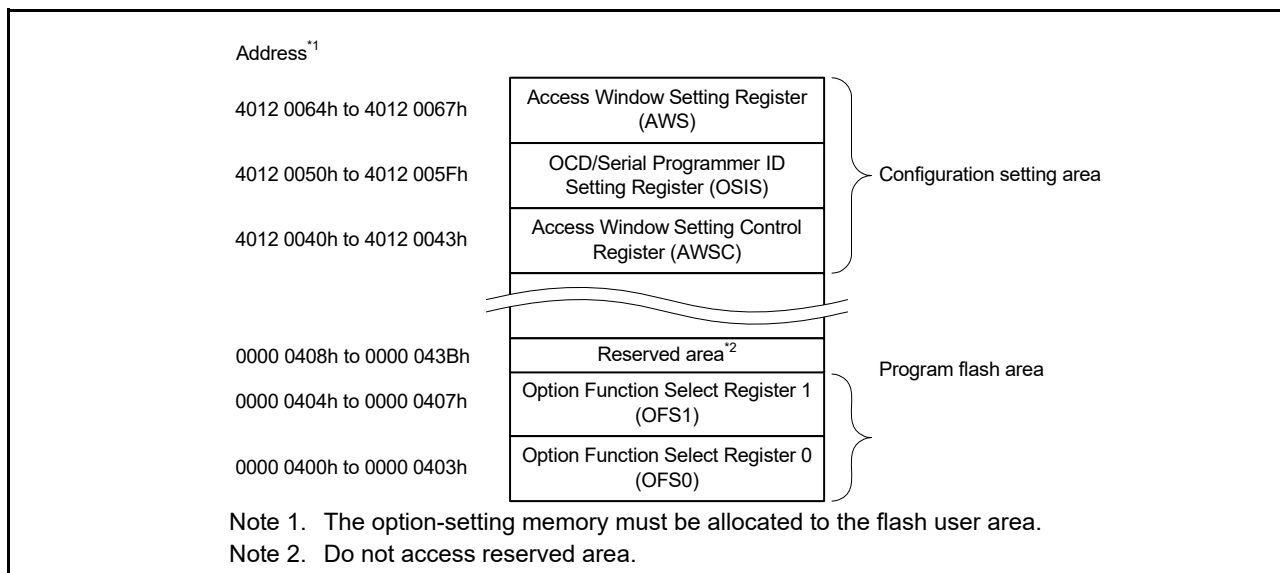 Address*1
4012 0064h to 4012 0067h
Access Window Setting Register
(AWS)
4012 0050h to 4012 005Fh
OCD/Serial Programmer ID
Setting Register (OSIS)
Configuration setting area
4012 0040h to 4012 0043h
Access Window Setting Control
Register (AWSC)
0000 0408h to 0000 043Bh
Reserved area*2
Program flash area
0000 0404h to 0000 0407h
Option Function Select Register 1
(OFS1)
0000 0400h to 0000 0403h
Option Function Select Register 0
(OFS0)
Note 1. The option-setting memory must be allocated to the flash user area.
Note 2. Do not access reserved area.